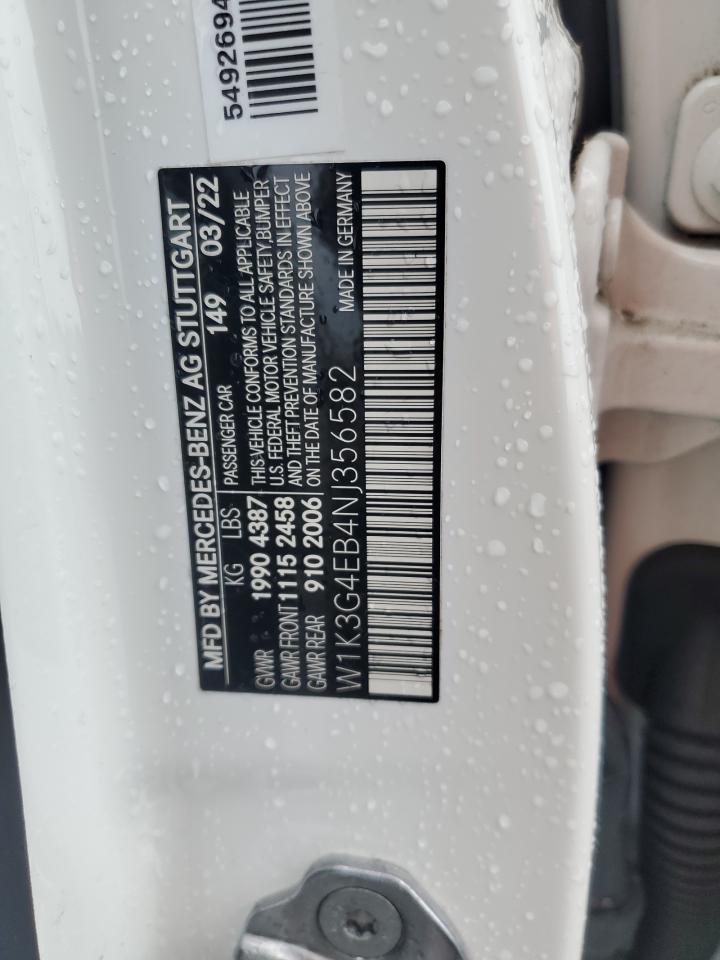 5492694
MFD BY MERCEDES-BENZ AG STUTTGART
KG LBS PASSENGER CAR 149 03/22
GVWR 1990 4387 THIS VEHICLE CONFORMS TO ALL APPLICABLE
GAWR FRONT 1115 2458 U.S. FEDERAL MOTOR VEHICLE SAFETY, BUMPER
GAWR REAR 910 2006 AND THEFT PREVENTION STANDARDS IN EFFECT
ON THE DATE OF MANUFACTURE SHOWN ABOVE
W1K3G4EB4NJ356582 MADE IN GERMANY